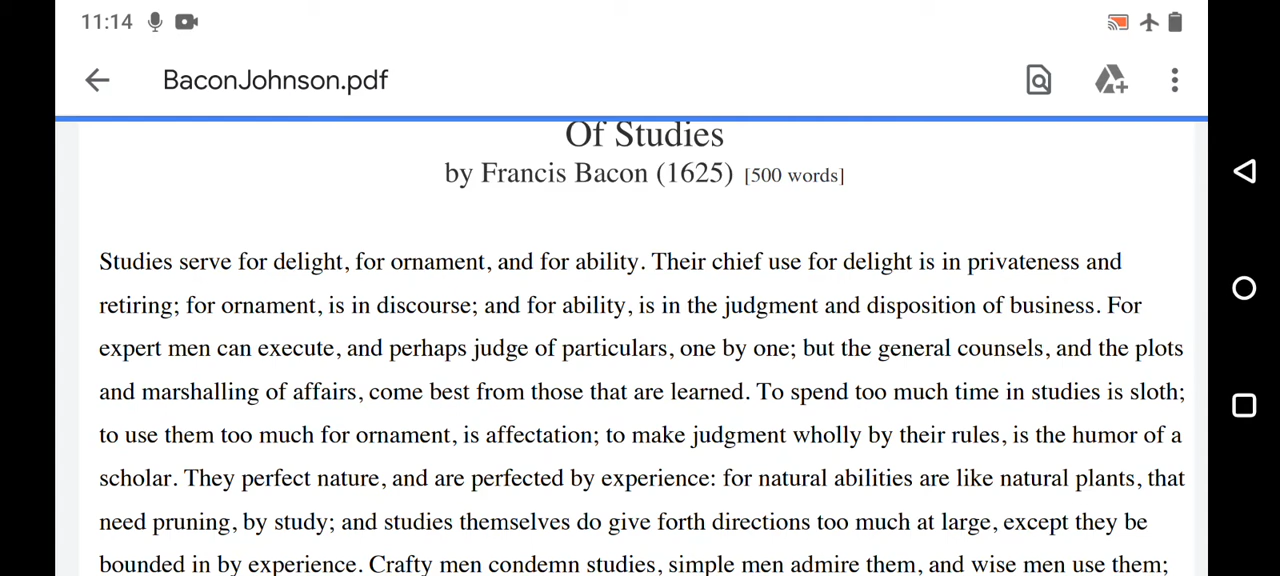 11:14
BaconJohnson.pdf
Of Studies
by Francis Bacon (1625) [500 words]
Studies serve for delight, for ornament, and for ability. Their chief use for delight is in privateness and
retiring; for ornament, is in discourse; and for ability, is in the judgment and disposition of business. For
expert men can execute, and perhaps judge of particulars, one by one; but the general counsels, and the plots
and marshalling of affairs, come best from those that are learned. To spend too much time in studies is sloth;
to use them too much for ornament, is affectation; to make judgment wholly by their rules, is the humor of a
scholar. They perfect nature, and are perfected by experience: for natural abilities are like natural plants, that
need pruning, by study; and studies themselves do give forth directions too much at large, except they be
bounded in by experience. Crafty men condemn studies, simple men admire them, and wise men use them;